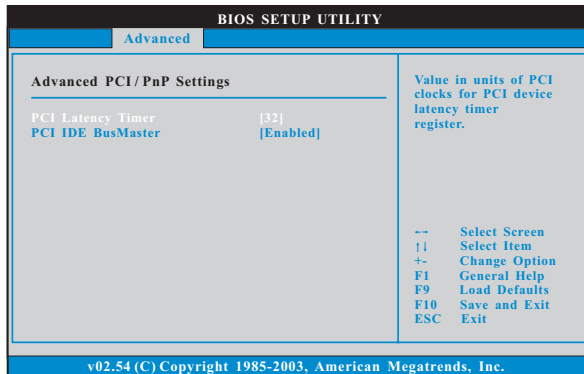 BIOS SETUP UTILITY
Advanced
Advanced PCI / PnP Settings
PCI Latency Timer [32]
PCI IDE BusMaster [Enabled]
Value in units of PCI
clocks for PCI device
latency timer
register.
←→ Select Screen
↑↓ Select Item
+- Change Option
F1 General Help
F9 Load Defaults
F10 Save and Exit
ESC Exit
v02.54 (C) Copyright 1985-2003, American Megatrends, Inc.